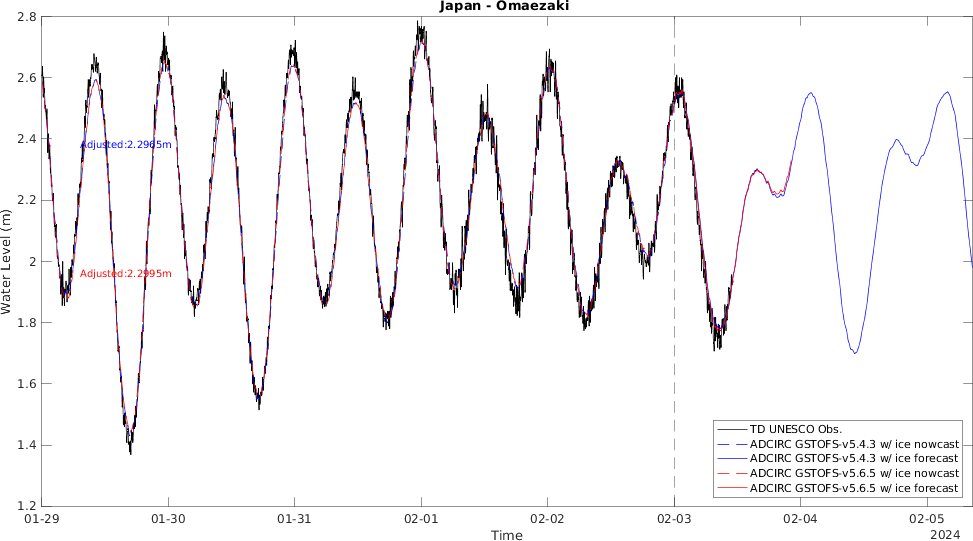 Japan - Omaezaki
Water Level (m)
2.8
2.6
2.4
2.2
2
1.8
1.6
1.4
1.2
Adjusted:2.2965m
Adjusted:2.2995m
TD UNESCO Obs.
ADCIRC GSTOFS-v5.4.3 w/ ice nowcast
ADCIRC GSTOFS-v5.4.3 w/ ice forecast
ADCIRC GSTOFS-v5.6.5 w/ ice nowcast
ADCIRC GSTOFS-v5.6.5 w/ ice forecast
01-29 01-30 01-31 02-01 02-02 02-03 02-04 02-05
Time
2024